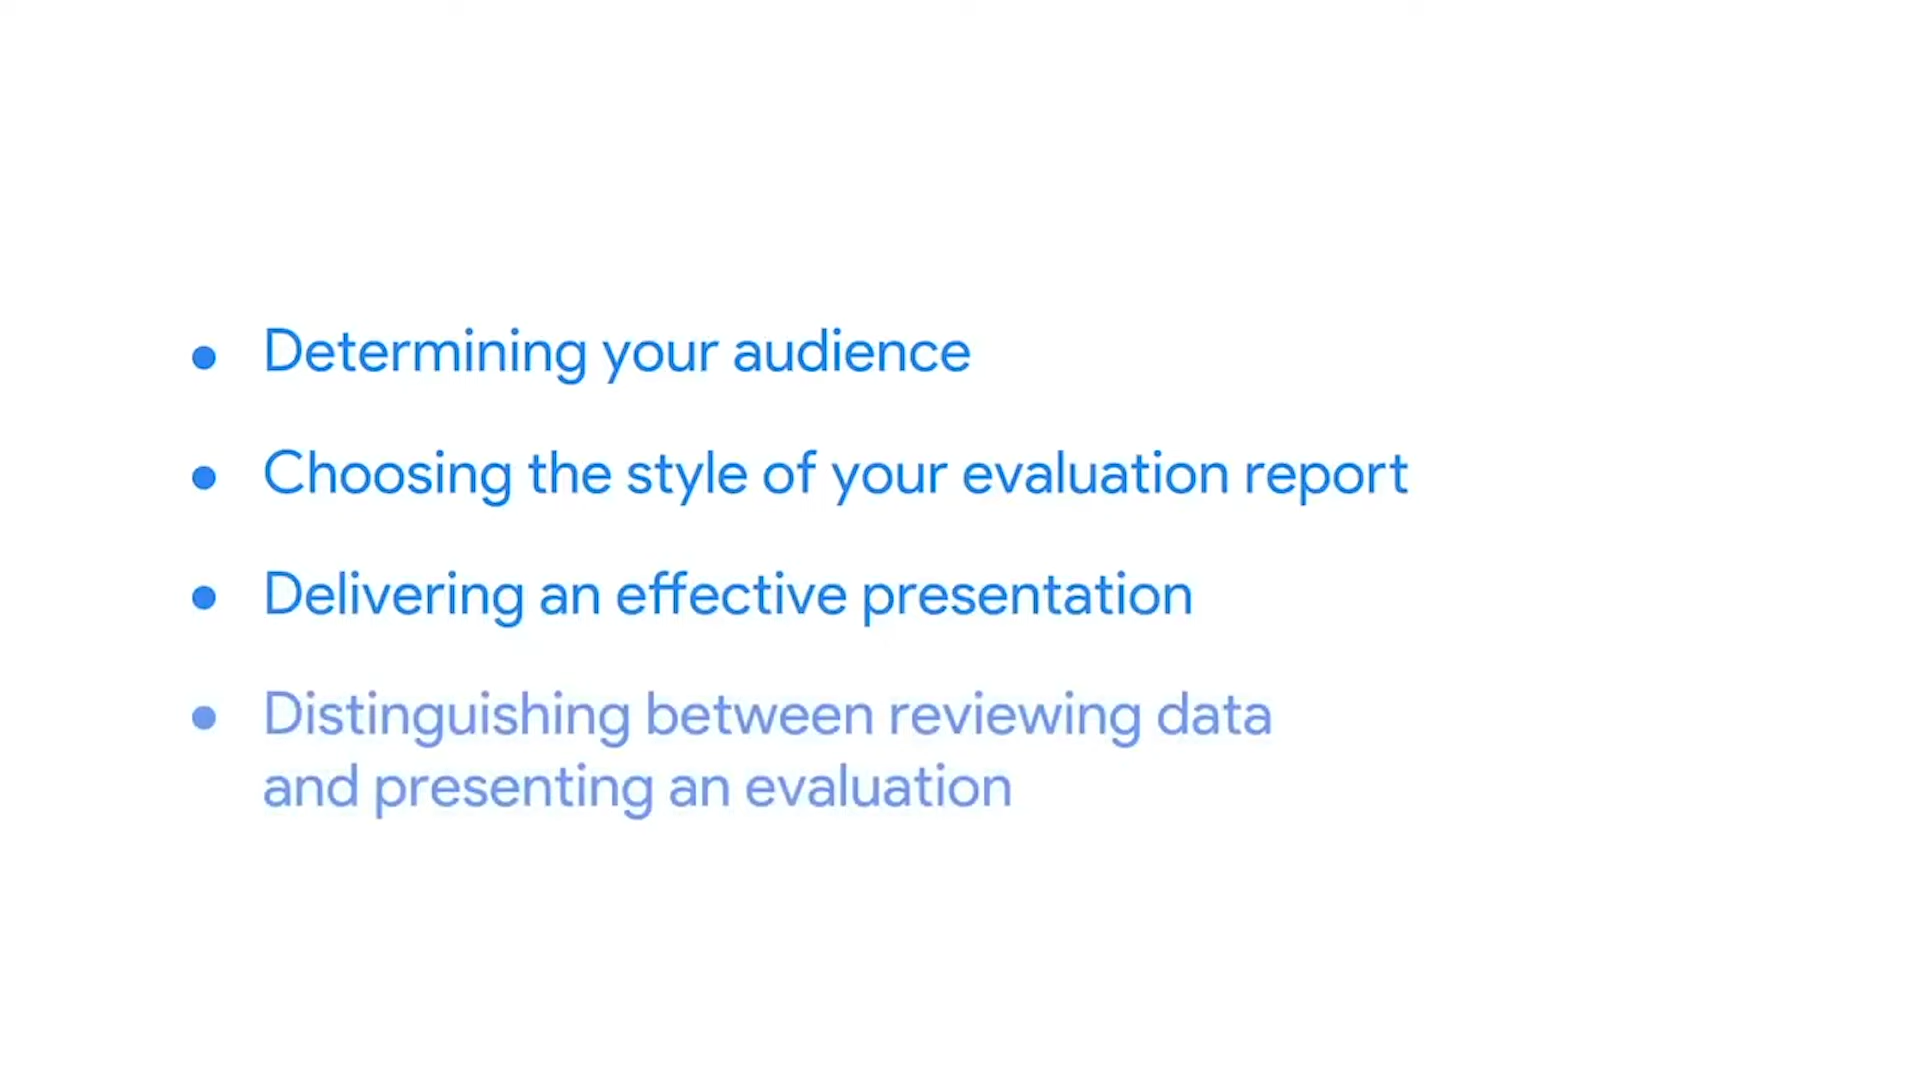 • Determining your audience
• Choosing the style of your evaluation report
• Delivering an effective presentation
• Distinguishing between reviewing data
and presenting an evaluation